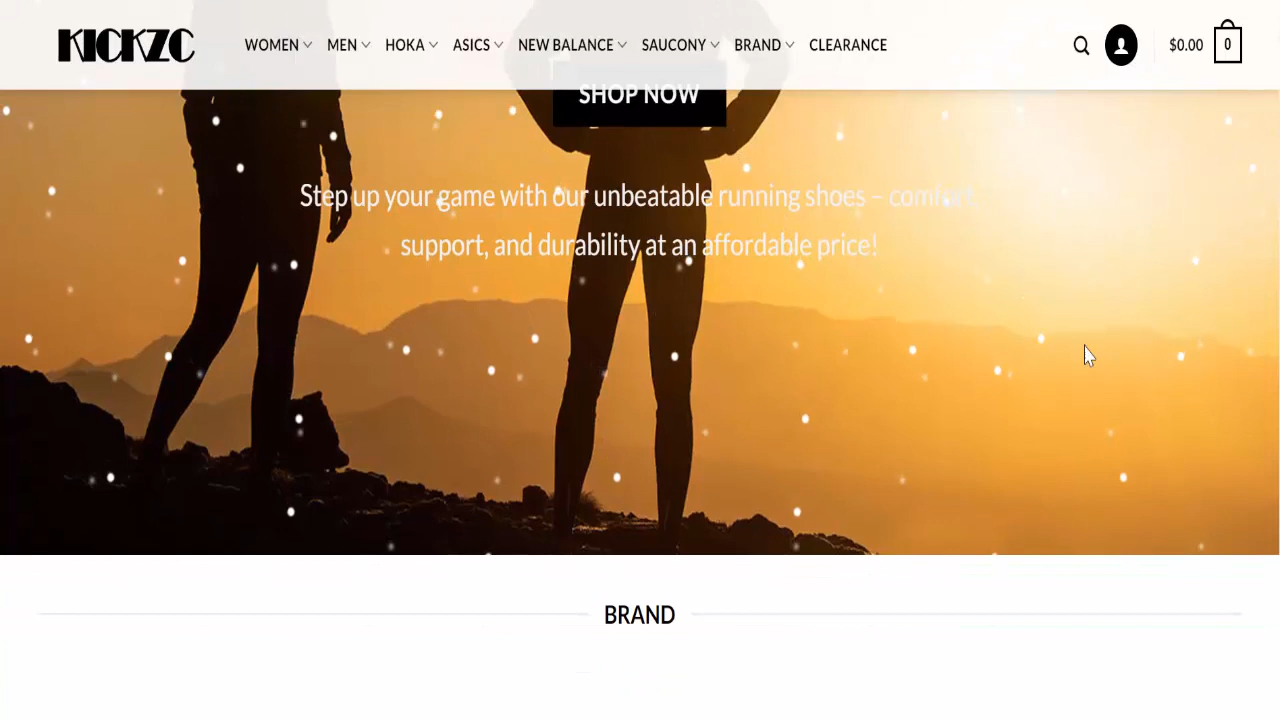 KICKZC
WOMEN MEN HOKA ASICS NEW BALANCE SAUCONY BRAND CLEARANCE $0.00 0
SHOP NOW
Step up your game with our unbeatable running shoes – comfort,
support, and durability at an affordable price!
BRAND